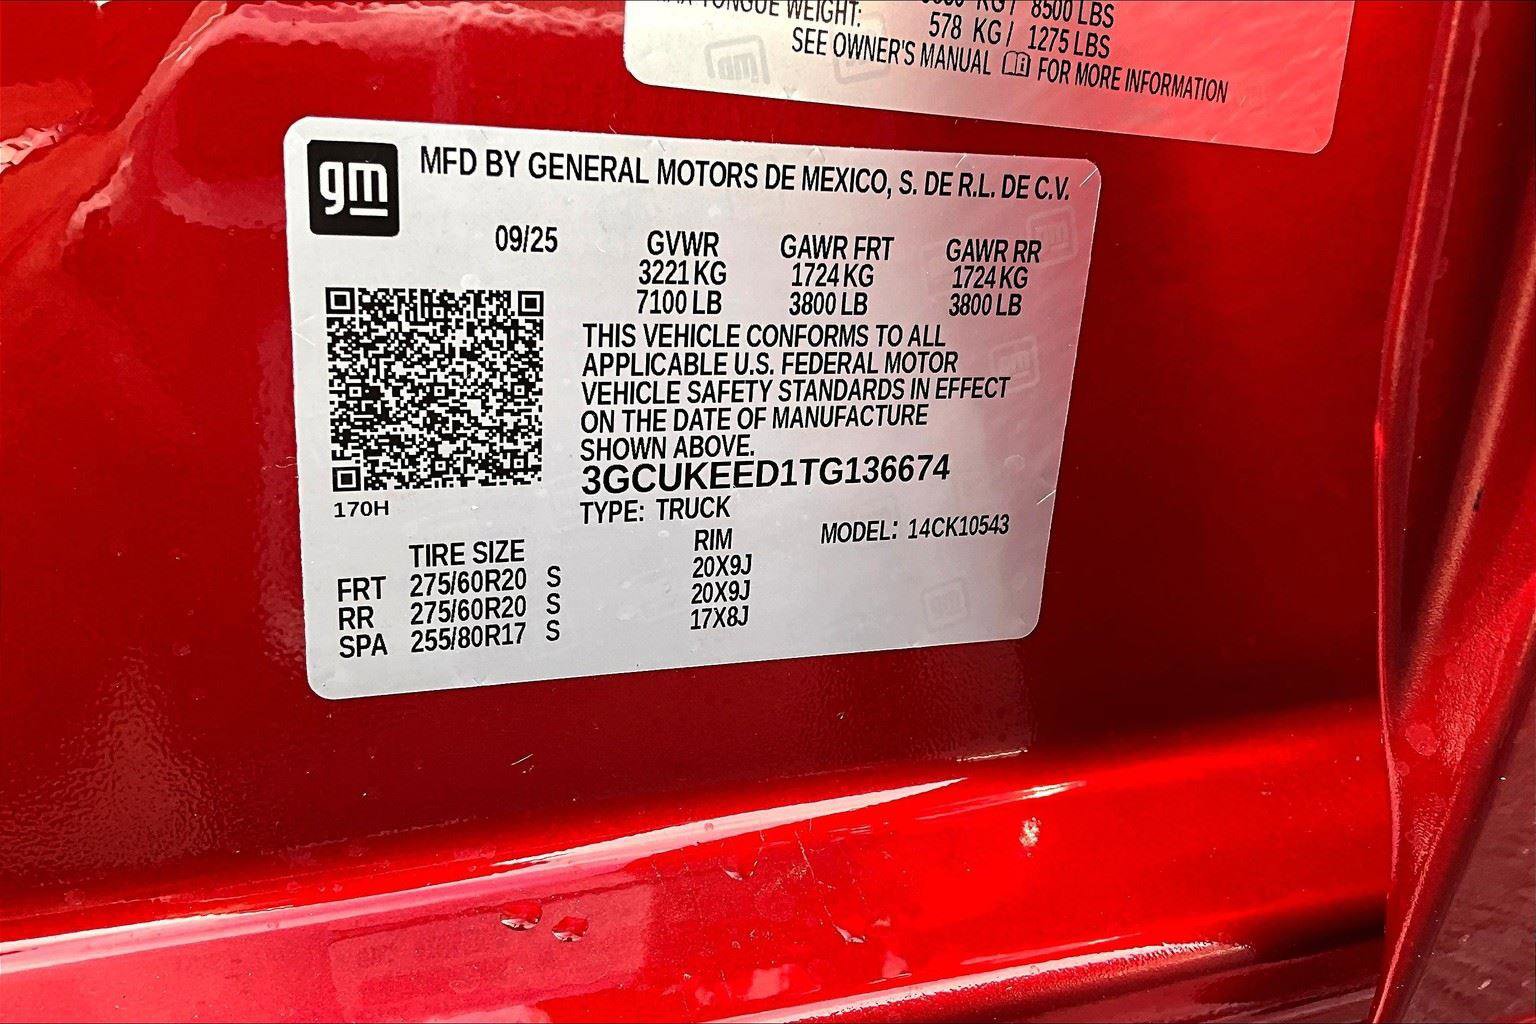 8500 LBS
TONGUE WEIGHT: 578 KG / 1275 LBS
SEE OWNER'S MANUAL FOR MORE INFORMATION
gm
MFD BY GENERAL MOTORS DE MEXICO, S. DE R.L. DE C.V.
09/25 GVWR GAWR FRT GAWR RR
3221 KG 1724 KG 1724 KG
7100 LB 3800 LB 3800 LB
THIS VEHICLE CONFORMS TO ALL
APPLICABLE U.S. FEDERAL MOTOR
VEHICLE SAFETY STANDARDS IN EFFECT
ON THE DATE OF MANUFACTURE
SHOWN ABOVE.
3GCUKEED1TG136674
170H
TYPE: TRUCK
MODEL: 14CK10543
TIRE SIZE RIM
FRT 275/60R20 S 20X9J
RR 275/60R20 S 20X9J
SPA 255/80R17 S 17X8J